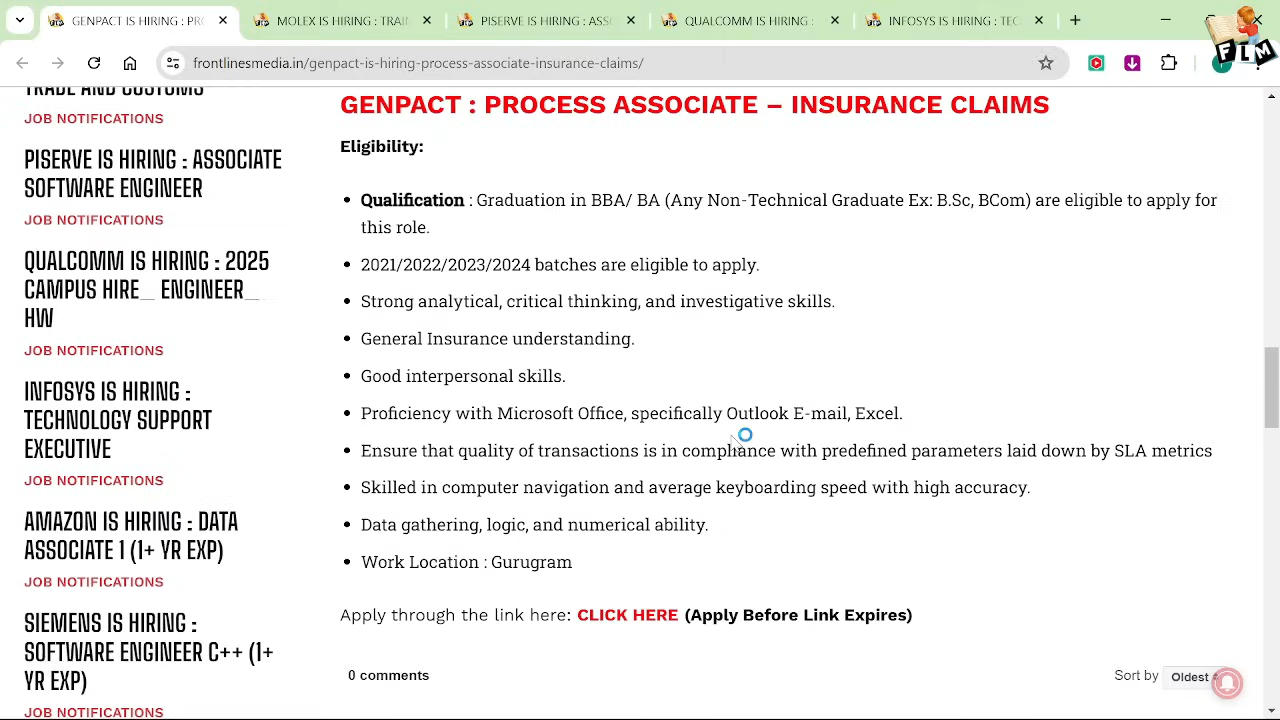 GENPACT IS HIRING : PR
MOLEX IS HIRING : TRAI
PISERVE IS HIRING : ASS
QUALCOMM IS HIRING :
INFOSYS IS HIRING : TEC
FLM
frontlinesmedia.in/genpact-is-hiring-process-associate-insurance-claims/
TRADE AND CUSTOMS
JOB NOTIFICATIONS
PISERVE IS HIRING : ASSOCIATE
SOFTWARE ENGINEER
JOB NOTIFICATIONS
QUALCOMM IS HIRING : 2025
CAMPUS HIRE_ ENGINEER_
HW
JOB NOTIFICATIONS
INFOSYS IS HIRING :
TECHNOLOGY SUPPORT
EXECUTIVE
JOB NOTIFICATIONS
AMAZON IS HIRING : DATA
ASSOCIATE 1 (1+ YR EXP)
JOB NOTIFICATIONS
SIEMENS IS HIRING :
SOFTWARE ENGINEER C++ (1+
YR EXP)
JOB NOTIFICATIONS
GENPACT : PROCESS ASSOCIATE – INSURANCE CLAIMS
Eligibility:
Qualification : Graduation in BBA/ BA (Any Non-Technical Graduate Ex: B.Sc, BCom) are eligible to apply for
this role.
2021/2022/2023/2024 batches are eligible to apply.
Strong analytical, critical thinking, and investigative skills.
General Insurance understanding.
Good interpersonal skills.
Proficiency with Microsoft Office, specifically Outlook E-mail, Excel.
Ensure that quality of transactions is in compliance with predefined parameters laid down by SLA metrics
Skilled in computer navigation and average keyboarding speed with high accuracy.
Data gathering, logic, and numerical ability.
Work Location : Gurugram
Apply through the link here: CLICK HERE (Apply Before Link Expires)
0 comments
Sort by Oldest